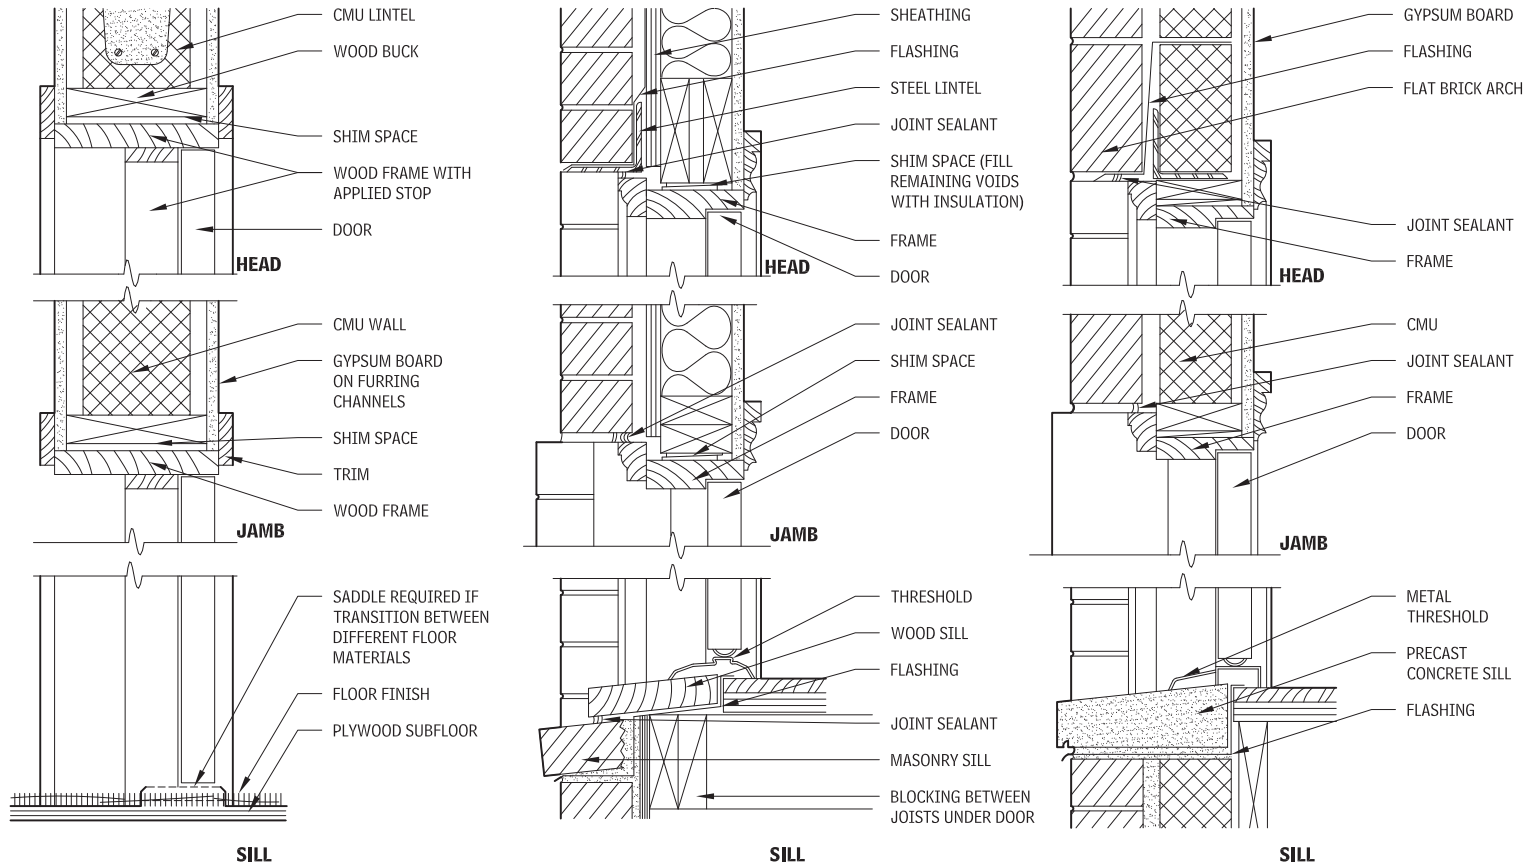 CMU LINTEL
WOOD BUCK
SHIM SPACE
WOOD FRAME WITH
APPLIED STOP
DOOR
HEAD
CMU WALL
GYPSUM BOARD
ON FURRING
CHANNELS
SHIM SPACE
TRIM
WOOD FRAME
JAMB
SADDLE REQUIRED IF
TRANSITION BETWEEN
DIFFERENT FLOOR
MATERIALS
FLOOR FINISH
PLYWOOD SUBFLOOR
SILL
SHEATHING
FLASHING
STEEL LINTEL
JOINT SEALANT
SHIM SPACE (FILL
REMAINING VOIDS
WITH INSULATION)
FRAME
DOOR
HEAD
JOINT SEALANT
SHIM SPACE
FRAME
DOOR
JAMB
THRESHOLD
WOOD SILL
FLASHING
JOINT SEALANT
MASONRY SILL
BLOCKING BETWEEN
JOISTS UNDER DOOR
SILL
GYPSUM BOARD
FLASHING
FLAT BRICK ARCH
JOINT SEALANT
FRAME
HEAD
CMU
JOINT SEALANT
FRAME
DOOR
JAMB
METAL
THRESHOLD
PRECAST
CONCRETE SILL
FLASHING
SILL